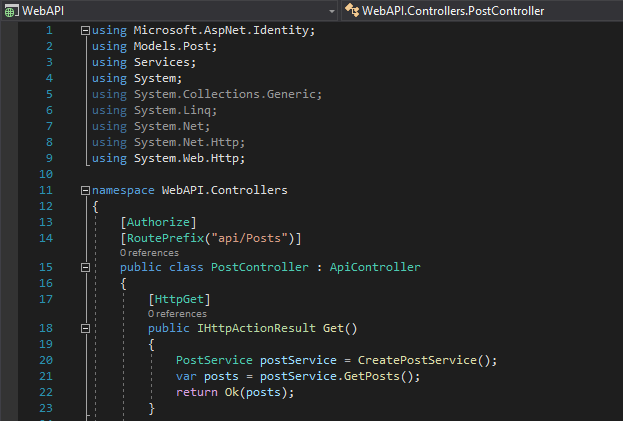 WebAPI WebAPI.Controllers.PostController
1 using Microsoft.AspNet.Identity;
2 using Models.Post;
3 using Services;
4 using System;
5 using System.Collections.Generic;
6 using System.Linq;
7 using System.Net;
8 using System.Net.Http;
9 using System.Web.Http;
10
11 namespace WebAPI.Controllers
12 {
13 [Authorize]
14 [RoutePrefix("api/Posts")]
0 references
15 public class PostController : ApiController
16 {
17 [HttpGet]
0 references
18 public IHttpActionResult Get()
19 {
20 PostService postService = CreatePostService();
21 var posts = postService.GetPosts();
22 return Ok(posts);
23 }